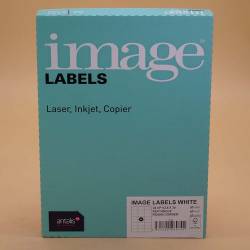 image
LABELS
Laser, Inkjet, Copier
antalis
IMAGE LABELS WHITE